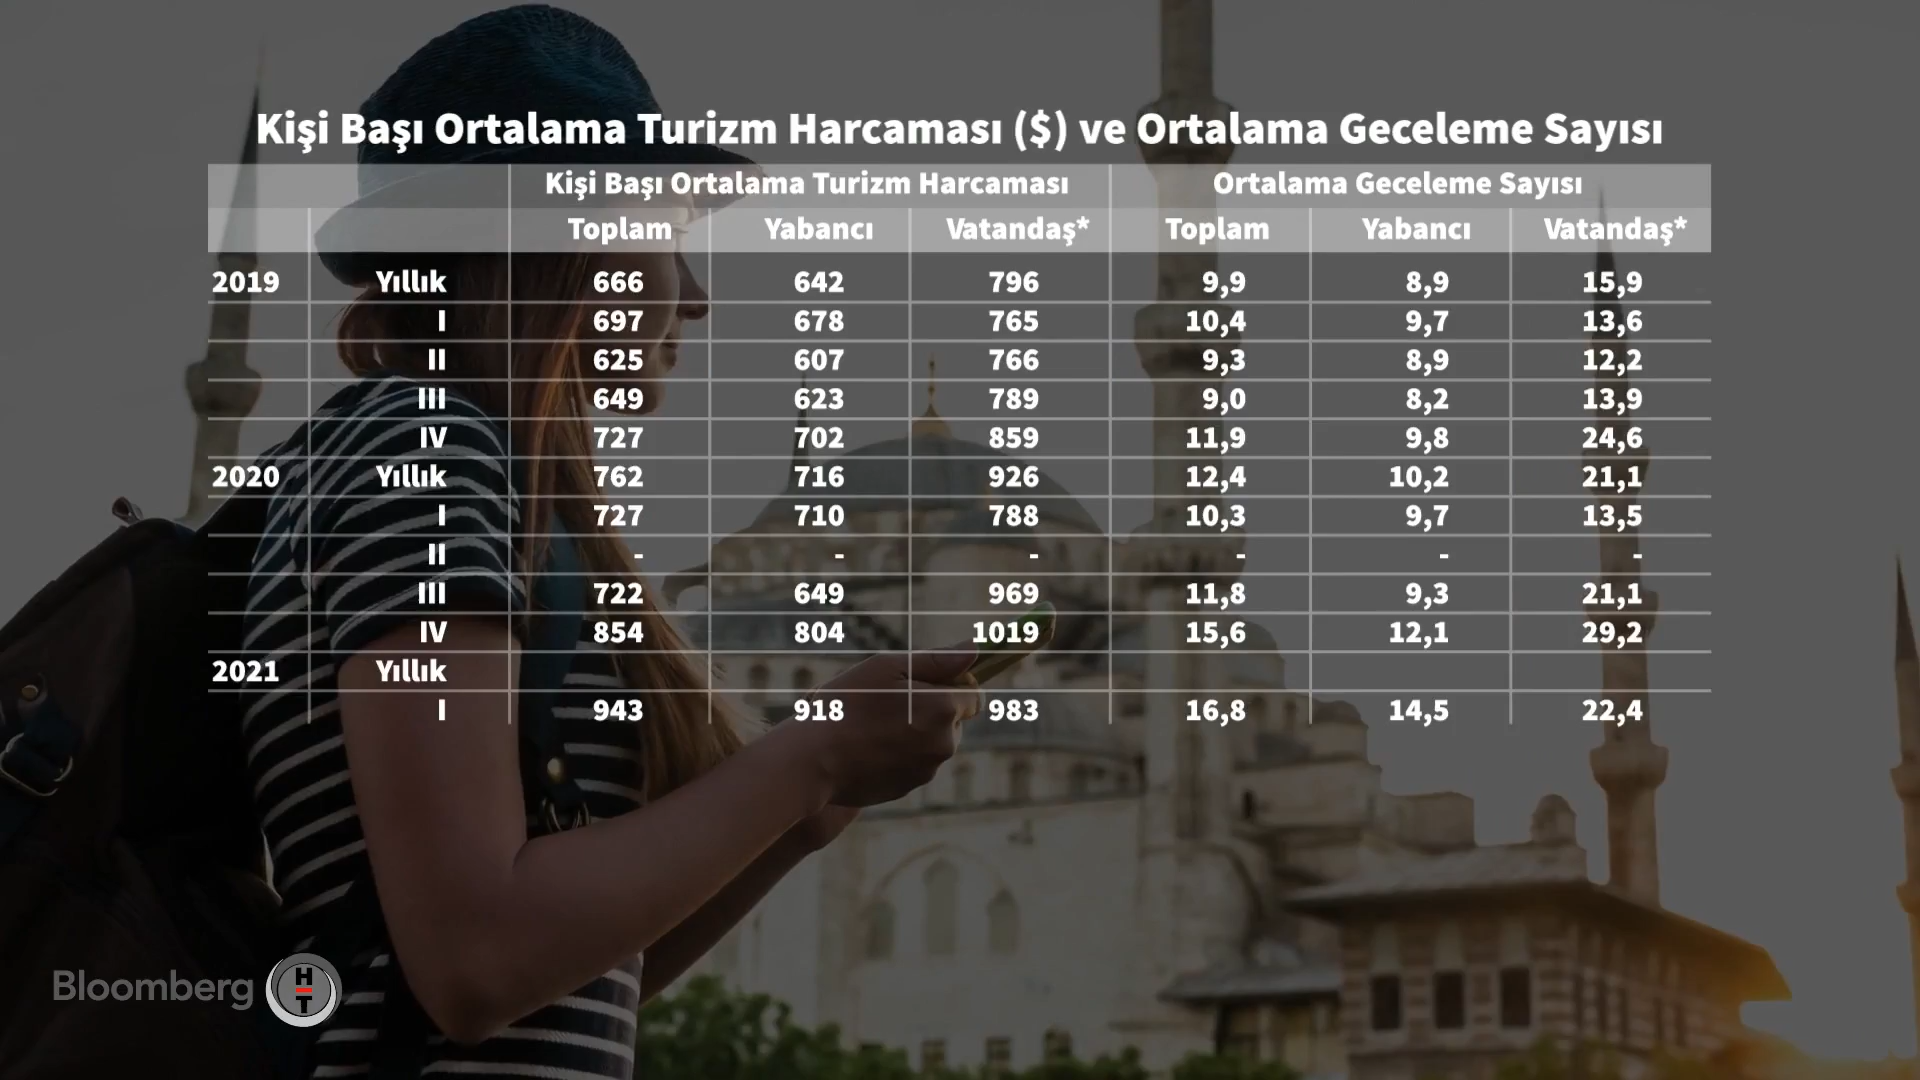 Kişi Başı Ortalama Turizm Harcaması ($) ve Ortalama Geceleme Sayısı
Kişi Başı Ortalama Turizm Harcaması Ortalama Geceleme Sayısı
Toplam Yabancı Vatandaş* Toplam Yabancı Vatandaş*
2019 Yıllık 666 642 796 9,9 8,9 15,9
I 697 678 765 10,4 9,7 13,6
II 625 607 766 9,3 8,9 12,2
III 649 623 789 9,0 8,2 13,9
IV 727 702 859 11,9 9,8 24,6
2020 Yıllık 762 716 926 12,4 10,2 21,1
I 727 710 788 10,3 9,7 13,5
II - - - - - -
III 722 649 969 11,8 9,3 21,1
IV 854 804 1019 15,6 12,1 29,2
2021 Yıllık
I 943 918 983 16,8 14,5 22,4
Bloomberg HT